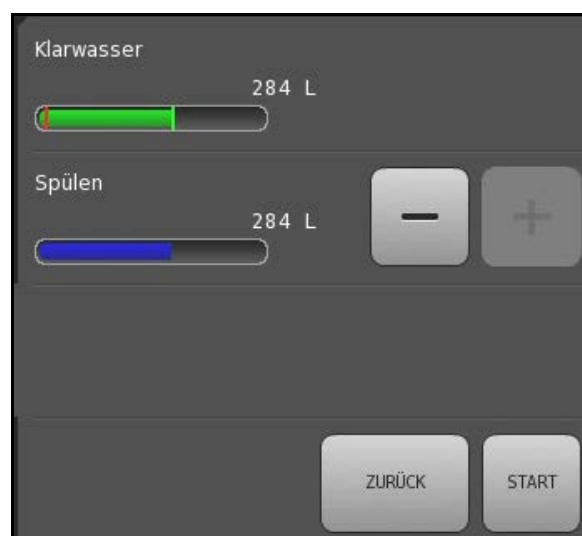 Klarwasser
284 L
Spülen
284 L
ZURÜCK START